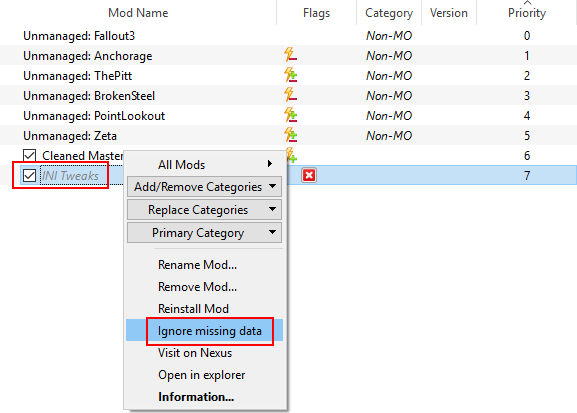 Mod Name Flags Category Version Priority
Unmanaged: Fallout3 Non-MO 0
Unmanaged: Anchorage Non-MO 1
Unmanaged: ThePitt Non-MO 2
Unmanaged: BrokenSteel Non-MO 3
Unmanaged: PointLookout Non-MO 4
Unmanaged: Zeta Non-MO 5
Cleaned Master 6
INI Tweaks 7
All Mods
Add/Remove Categories
Replace Categories
Primary Category
Rename Mod...
Remove Mod...
Reinstall Mod
Ignore missing data
Visit on Nexus
Open in explorer
Information...